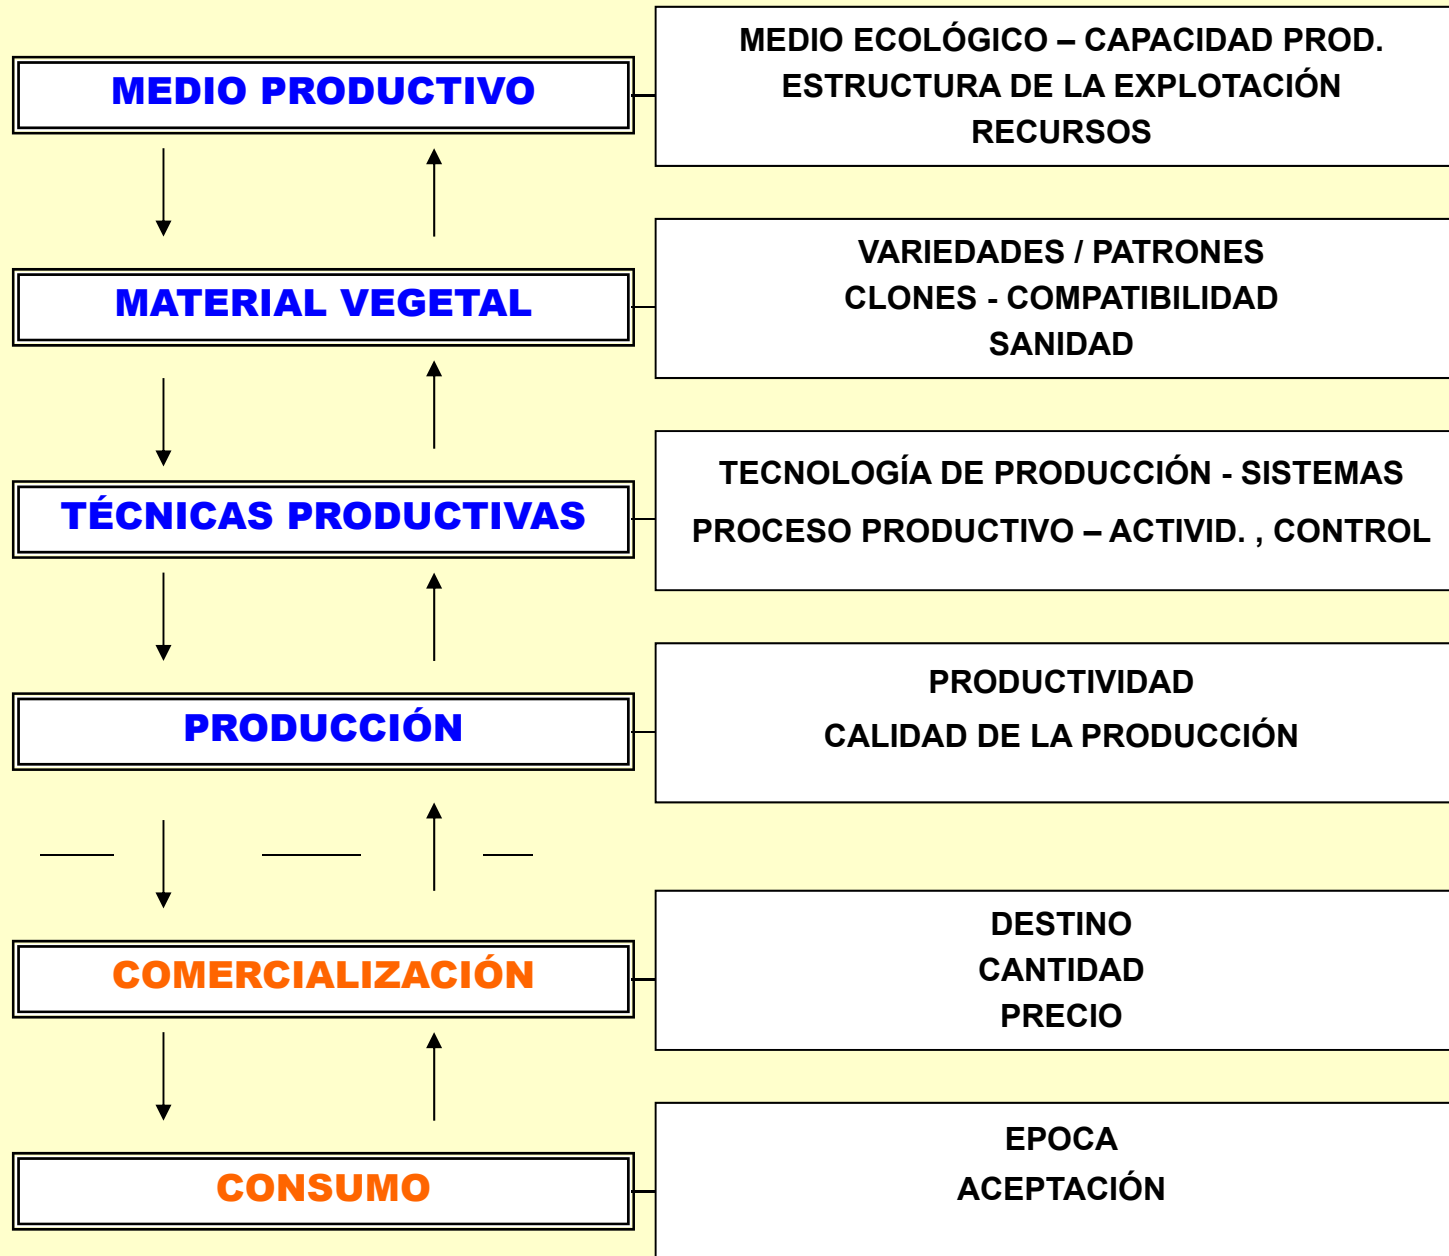 MEDIO PRODUCTIVO
MEDIO ECOLÓGICO – CAPACIDAD PROD.
ESTRUCTURA DE LA EXPLOTACIÓN
RECURSOS
MATERIAL VEGETAL
VARIEDADES / PATRONES
CLONES - COMPATIBILIDAD
SANIDAD
TÉCNICAS PRODUCTIVAS
TECNOLOGÍA DE PRODUCCIÓN - SISTEMAS
PROCESO PRODUCTIVO – ACTIVID. , CONTROL
PRODUCCIÓN
PRODUCTIVIDAD
CALIDAD DE LA PRODUCCIÓN
COMERCIALIZACIÓN
DESTINO
CANTIDAD
PRECIO
CONSUMO
EPOCA
ACEPTACIÓN